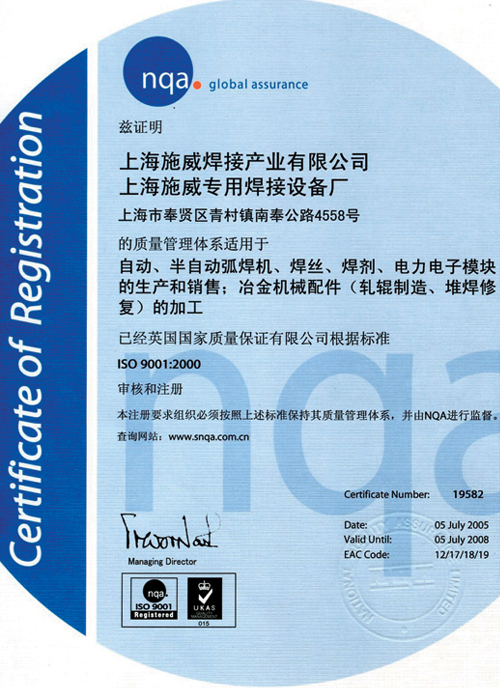 Certificate of Registration
nqa.
global assurance
兹证明
上海施威焊接产业有限公司
上海施威专用焊接设备厂
上海市奉贤区青村镇南奉公路4558号
的质量管理体系适用于
自动、半自动弧焊机、焊丝、焊剂、电力电子模块
的生产和销售；冶金机械配件（轧辊制造、堆焊修
复）的加工
已经英国国家质量保证有限公司根据标准
ISO 9001:2000
审核和注册
本注册要求组织必须按照上述标准保持其质量管理体系，并由NQA进行监督。
查询网站：www.snqa.com.cn
nqa
Certificate Number: 19582
Date: 05 July 2005
Valid Until: 05 July 2008
EAC Code: 12/17/18/19
Managing Director
nqa.
ISO 9001
Registered
UKAS
QUALITY
MANAGEMENT
015